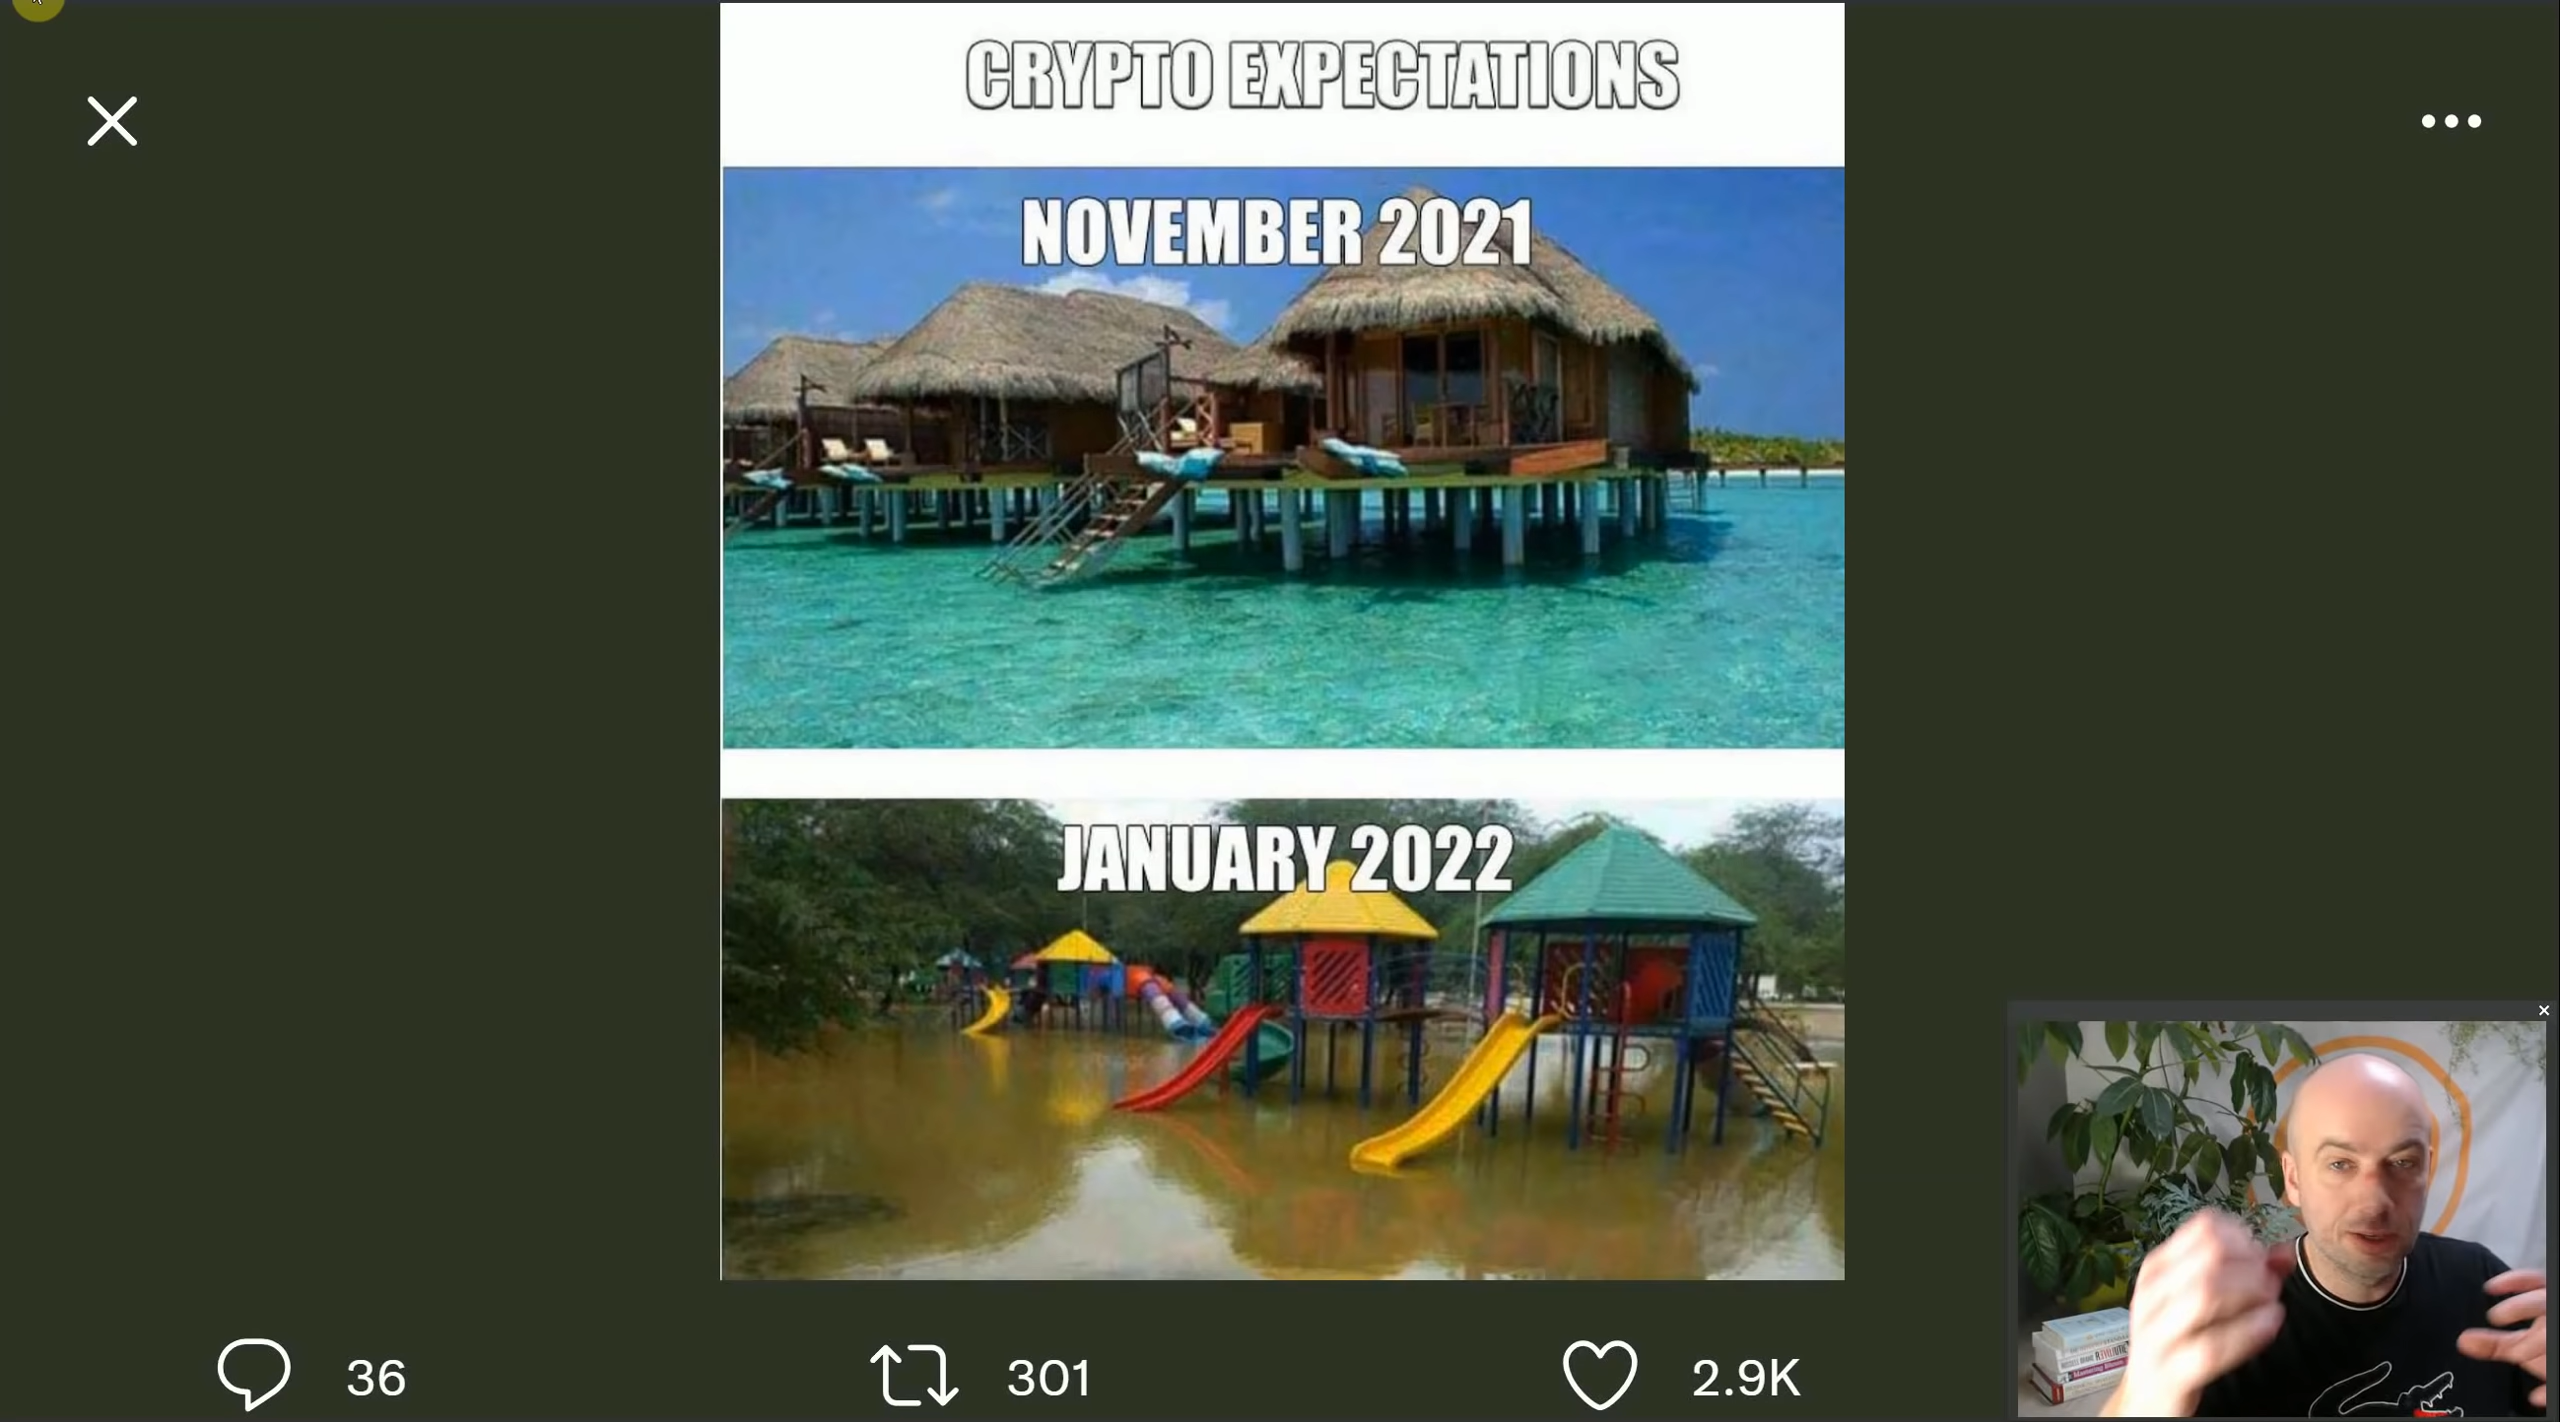 CRYPTO EXPECTATIONS
NOVEMBER 2021
JANUARY 2022
36
301
2.9K